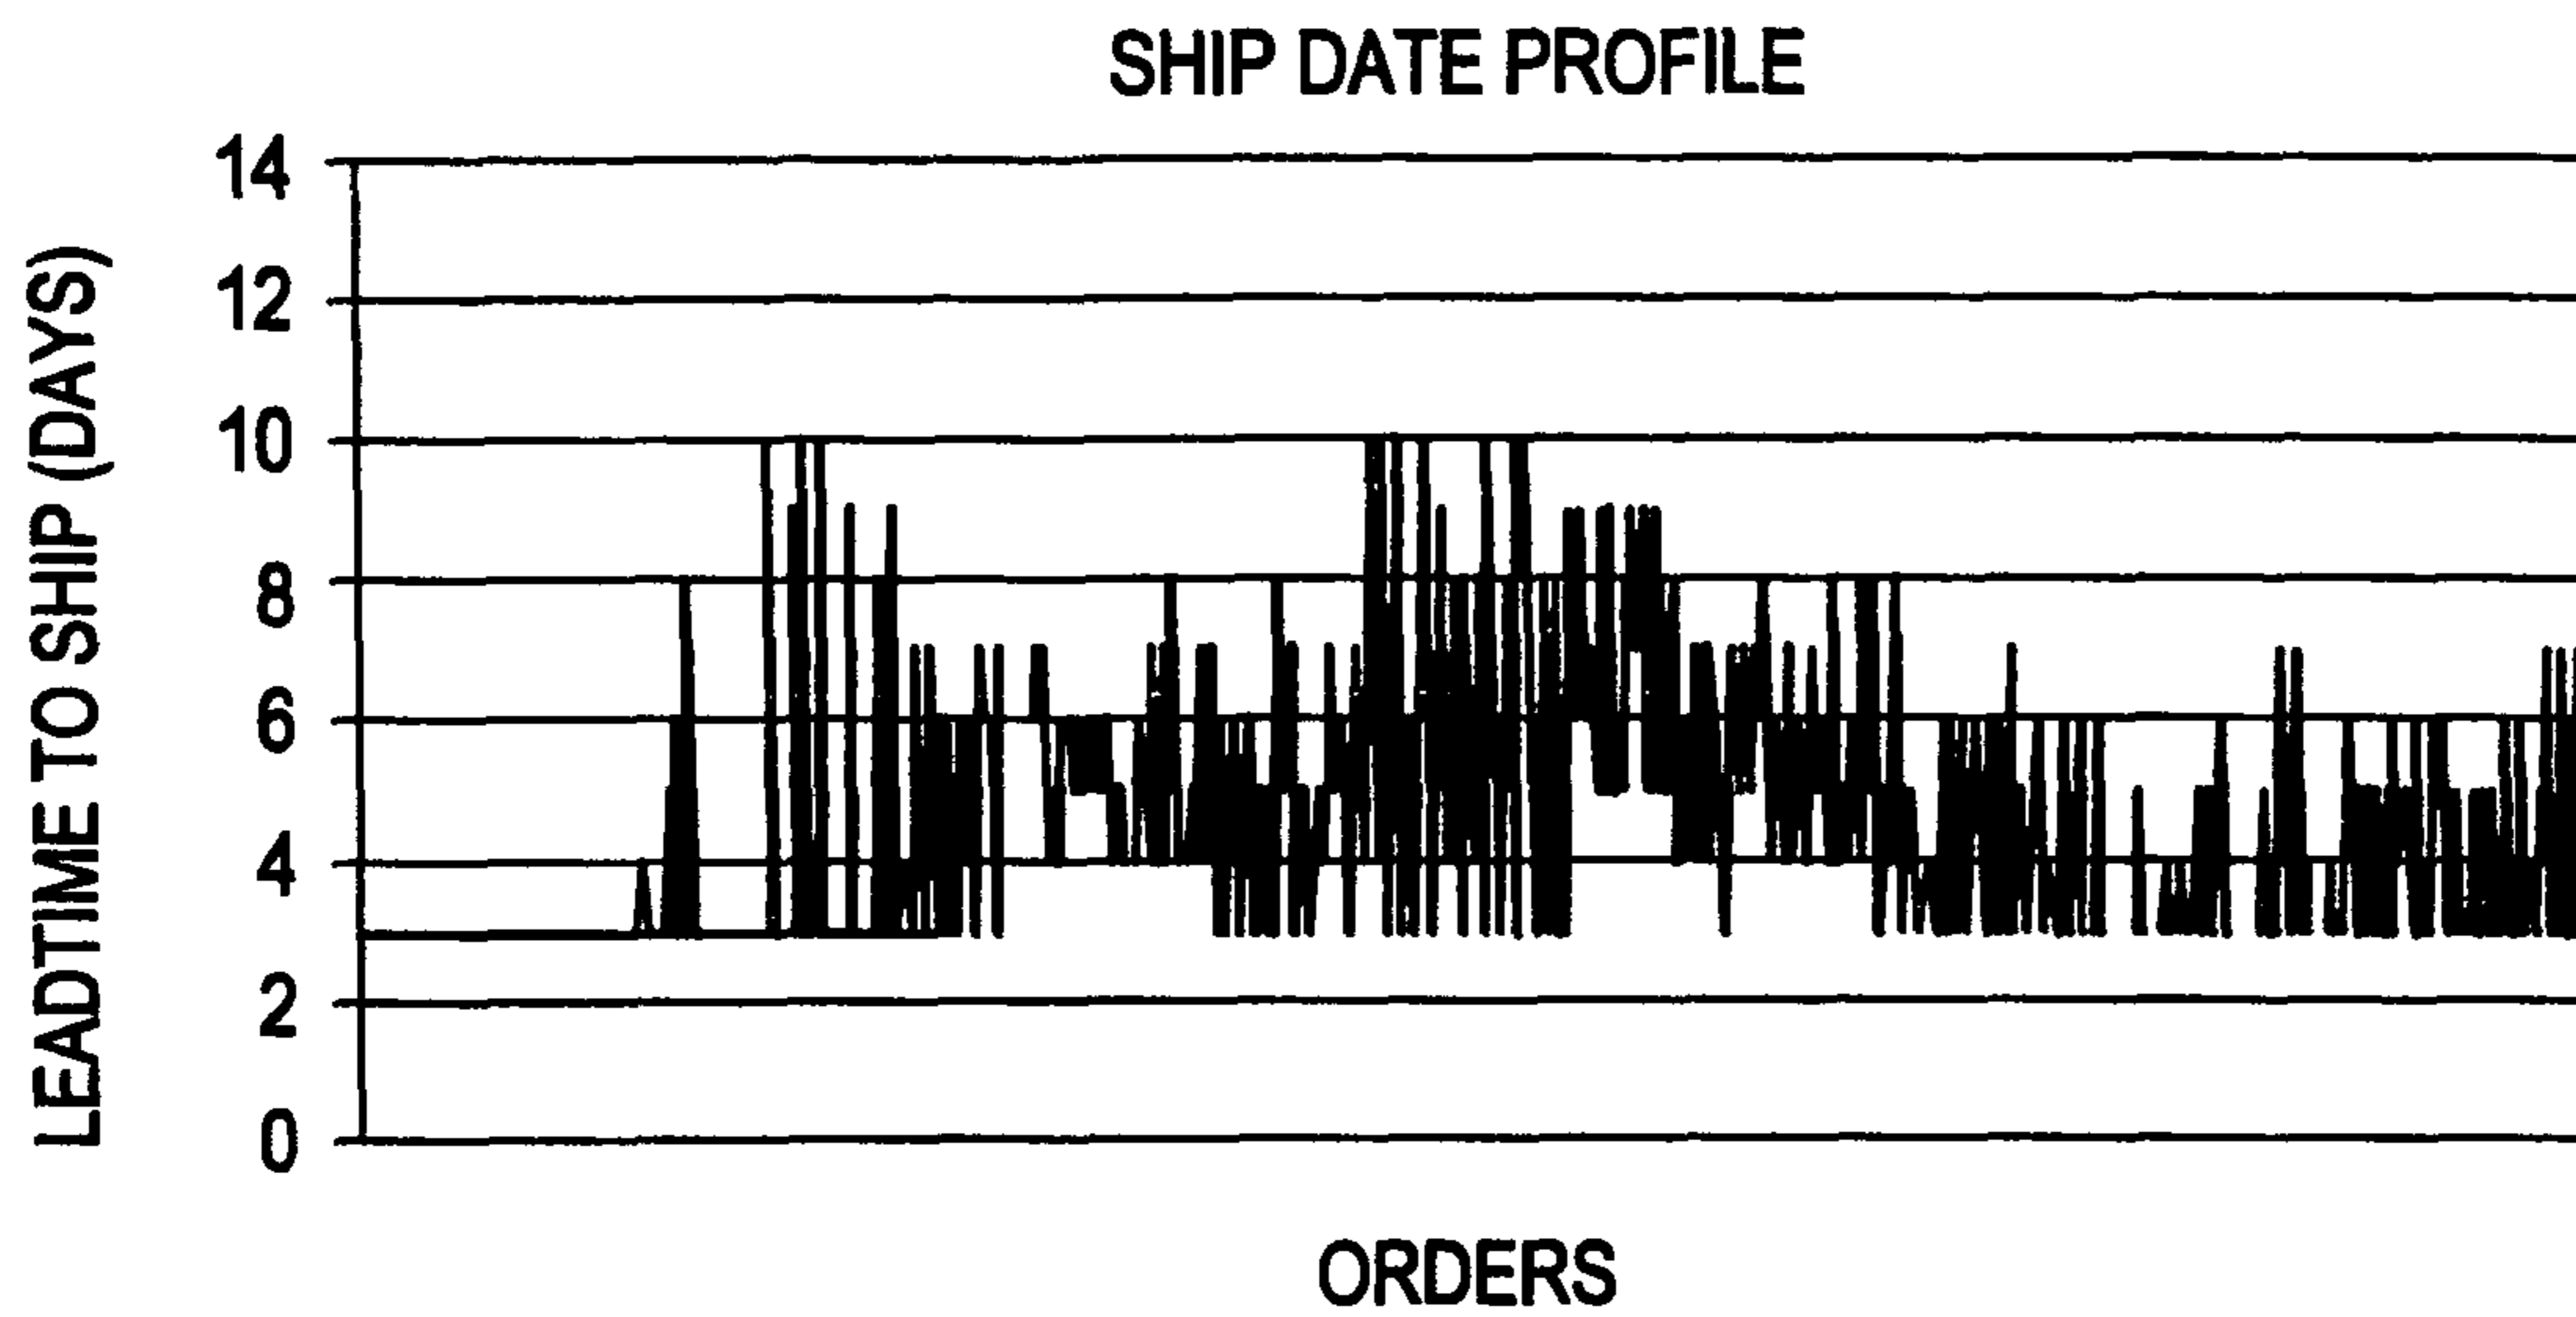 SHIP DATE PROFILE
LEADTIME TO SHIP (DAYS)
14
12
10
8
6
4
2
0
ORDERS